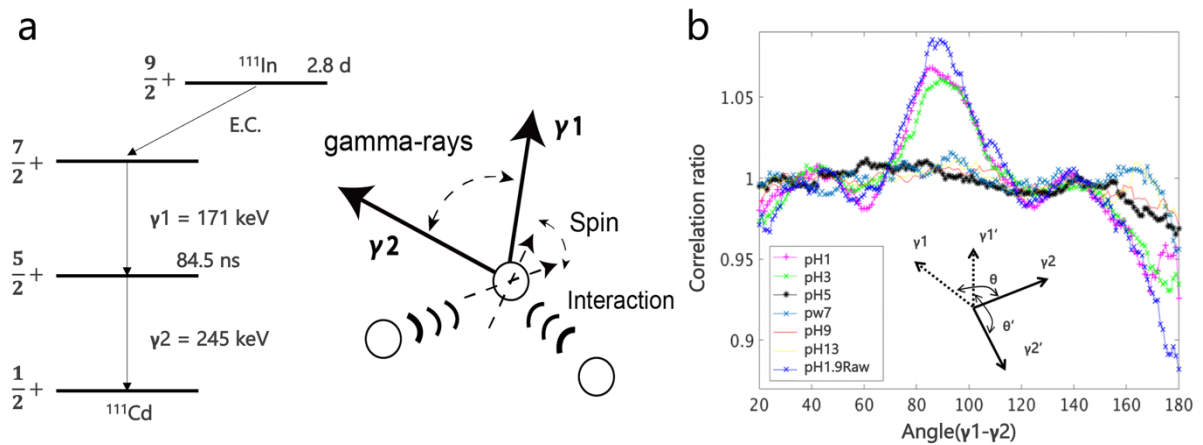 a
9/2 +
¹¹¹In
2.8 d
E.C.
7/2 +
γ1 = 171 keV
84.5 ns
5/2 +
γ2 = 245 keV
1/2 +
¹¹¹Cd
gamma-rays
γ1
γ2
Spin
Interaction
b
Correlation ratio
1.05
1
0.95
0.9
pH1
pH3
pH5
pw7
pH9
pH13
pH1.9Raw
γ1
γ1'
γ2
θ
θ'
γ2'
20 40 60 80 100 120 140 160 180
Angle(γ1-γ2)